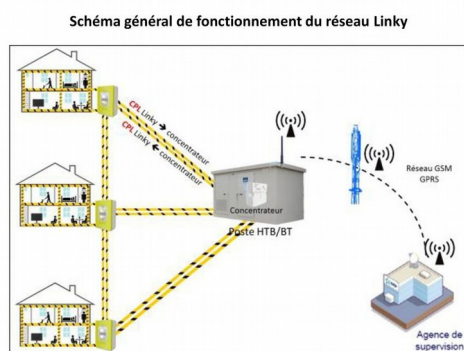 Schéma général de fonctionnement du réseau Linky
CPL Linky → concentrateur
CPL Linky ← concentrateur
Concentrateur
Poste HTB/BT
Réseau GSM
GPRS
Agence de
supervision